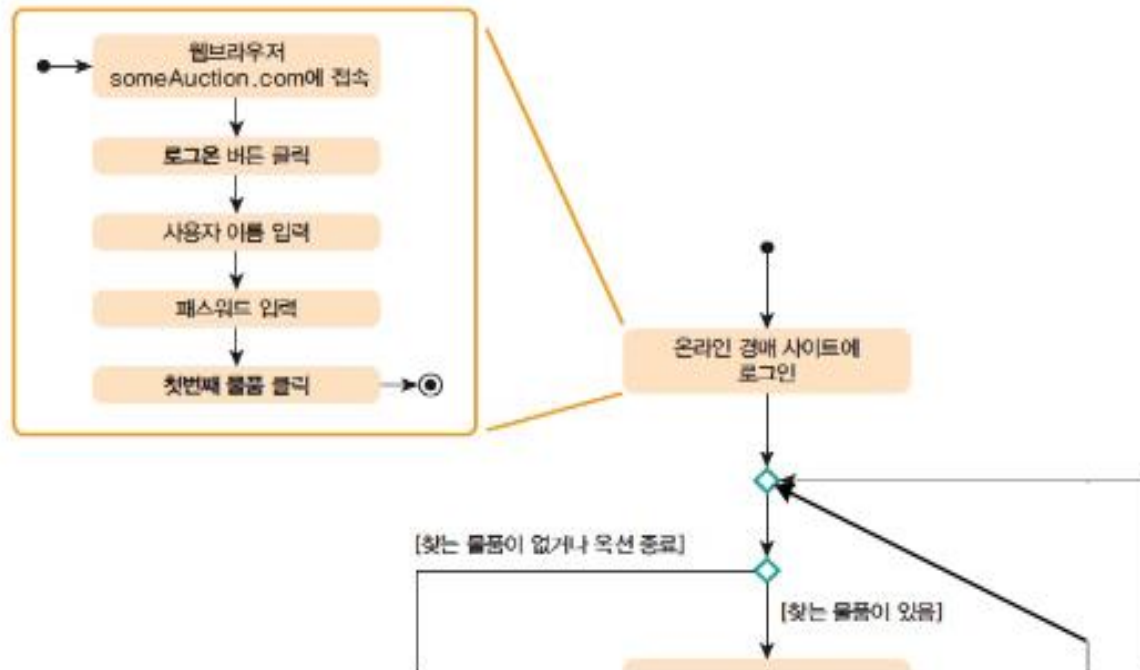 웹브라우저
someAuction.com에 접속
로그온 버튼 클릭
사용자 이름 입력
패스워드 입력
첫번째 물품 클릭
온라인 경매 사이트에
로그인
[찾는 물품이 없거나 옥션 종료]
[찾는 물품이 있음]